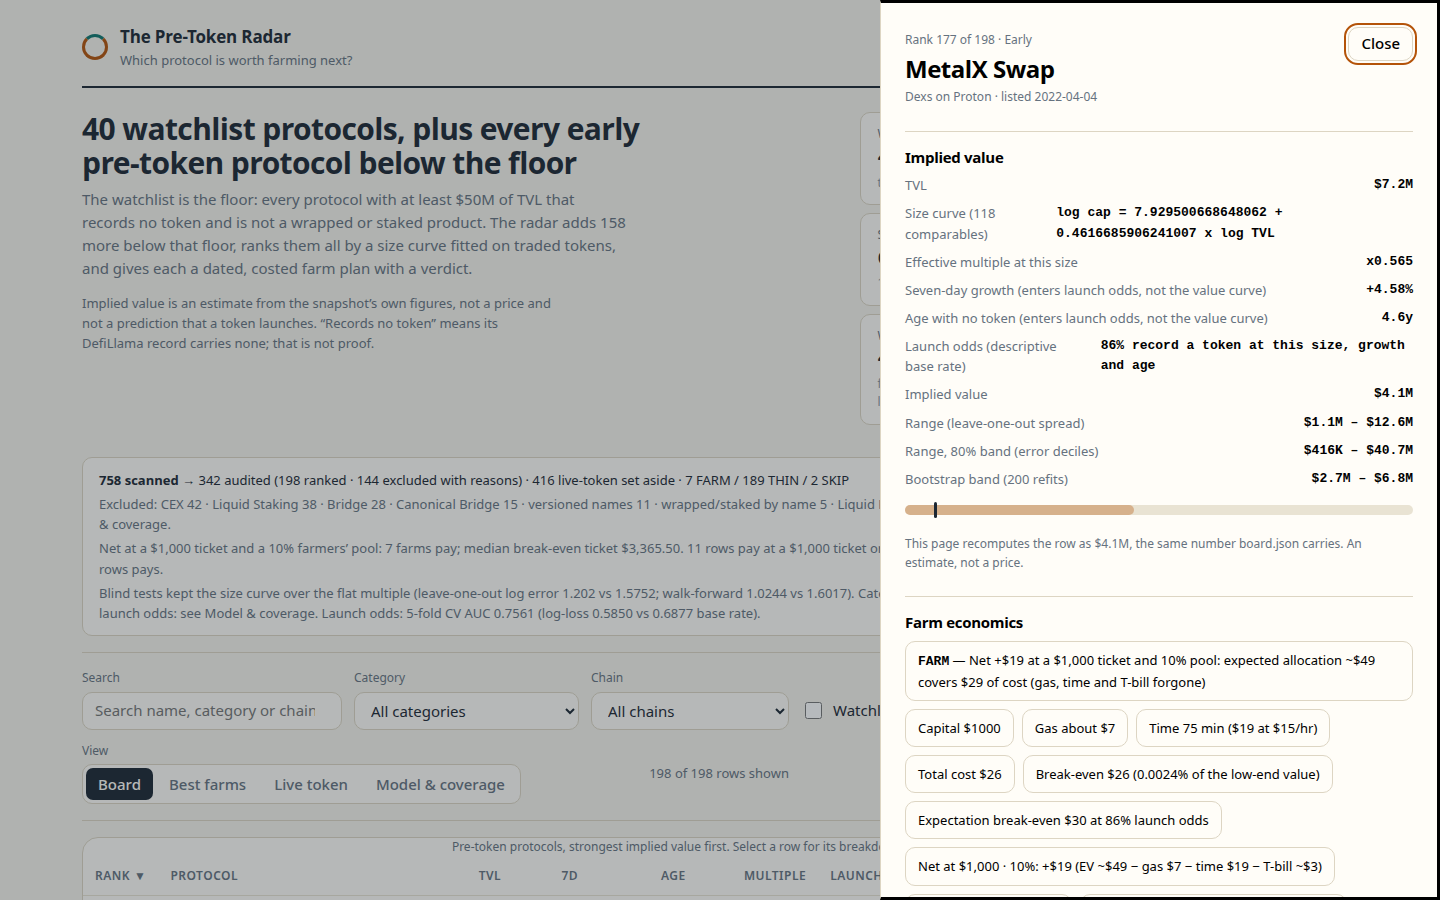 The Pre-Token Radar
Which protocol is worth farming next?
40 watchlist protocols, plus every early
pre-token protocol below the floor
The watchlist is the floor: every protocol with at least $50M of TVL that
records no token and is not a wrapped or staked product. The radar adds 158
more below that floor, ranks them all by a size curve fitted on traded tokens,
and gives each a dated, costed farm plan with a verdict.
Implied value is an estimate from the snapshot's own figures, not a price and
not a prediction that a token launches. “Records no token” means its
DefiLlama record carries none; that is not proof.
758 scanned → 342 audited (198 ranked · 144 excluded with reasons) · 416 live-token set aside · 7 FARM / 189 THIN / 2 SKIP
Excluded: CEX 42 · Liquid Staking 38 · Bridge 28 · Canonical Bridge 15 · versioned names 11 · wrapped/staked by name 5 · Liquid
& coverage.
Net at a $1,000 ticket and a 10% farmers’ pool: 7 farms pay; median break-even ticket $3,365.50. 11 rows pay at a $1,000 ticket
rows pays.
Blind tests kept the size curve over the flat multiple (leave-one-out log error 1.202 vs 1.5752; walk-forward 1.0244 vs 1.6017).
launch odds: see Model & coverage. Launch odds: 5-fold CV AUC 0.7561 (log-loss 0.5850 vs 0.6877 base rate).
Search
Category
Chain
Search name, category or chain
All categories
All chains
View
Board
Best farms
Live token
Model & coverage
198 of 198 rows shown
Pre-token protocols, strongest implied value first. Select a row for its
RANK ▼
PROTOCOL
TVL
7D
AGE
MULTIPLE
Rank 177 of 198 · Early
Close
MetalX Swap
Dexs on Proton · listed 2022-04-04
Implied value
TVL
$7.2M
Size curve (118
comparables)
log cap = 7.929500668648062 +
0.4616685906241007 x log TVL
Effective multiple at this size
x0.565
Seven-day growth (enters launch odds, not the value curve)
+4.58%
Age with no token (enters launch odds, not the value curve)
4.6y
Launch odds (descriptive
base rate)
86% record a token at this size, growth
and age
Implied value
$4.1M
Range (leave-one-out spread)
$1.1M – $12.6M
Range, 80% band (error deciles)
$416K – $40.7M
Bootstrap band (200 refits)
$2.7M – $6.8M
This page recomputes the row as $4.1M, the same number board.json carries. An
estimate, not a price.
Farm economics
FARM — Net +$19 at a $1,000 ticket and 10% pool: expected allocation ~$49
covers $29 of cost (gas, time and T-bill forgone)
Capital $1000
Gas about $7
Time 75 min ($19 at $15/hr)
Total cost $26
Break-even $26 (0.0024% of the low-end value)
Expectation break-even $30 at 86% launch odds
Net at $1,000 · 10%: +$19 (EV ~$49 − gas $7 − time $19 − T-bill ~$3)